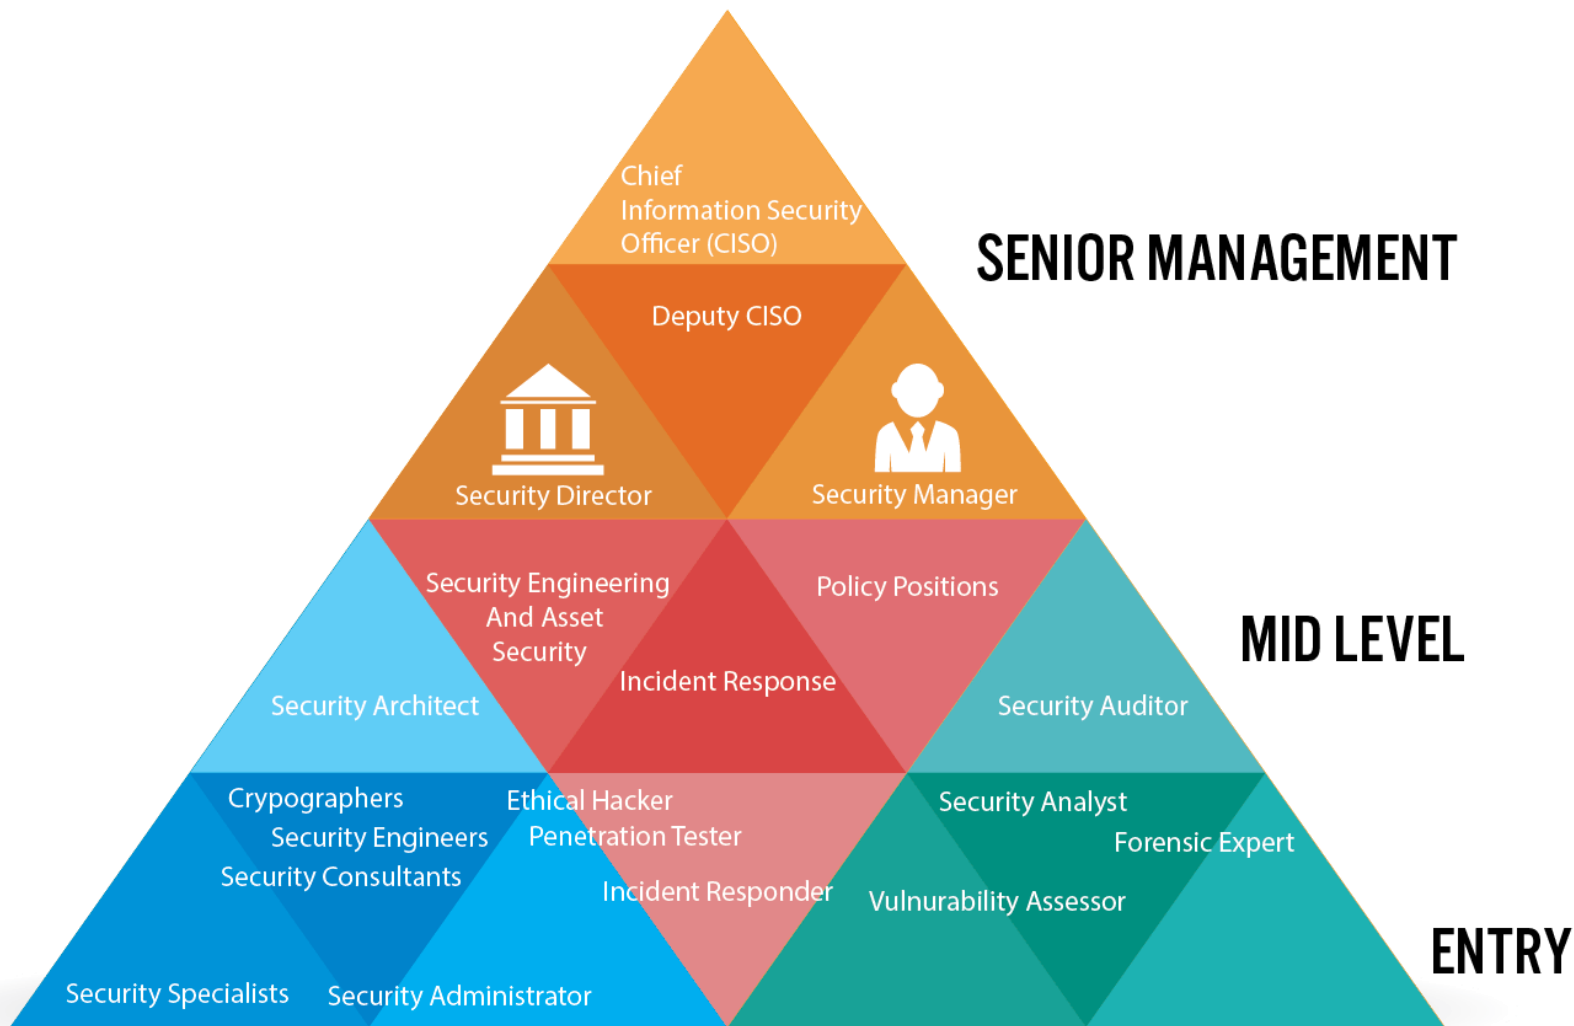 Chief
Information Security
Officer (CISO)
SENIOR MANAGEMENT
Deputy CISO
Security Director
Security Manager
Security Engineering
And Asset
Security
Policy Positions
MID LEVEL
Incident Response
Security Architect
Security Auditor
Crypographers
Security Engineers
Security Consultants
Ethical Hacker
Penetration Tester
Incident Responder
Security Analyst
Forensic Expert
Vulnurability Assessor
ENTRY
Security Specialists
Security Administrator